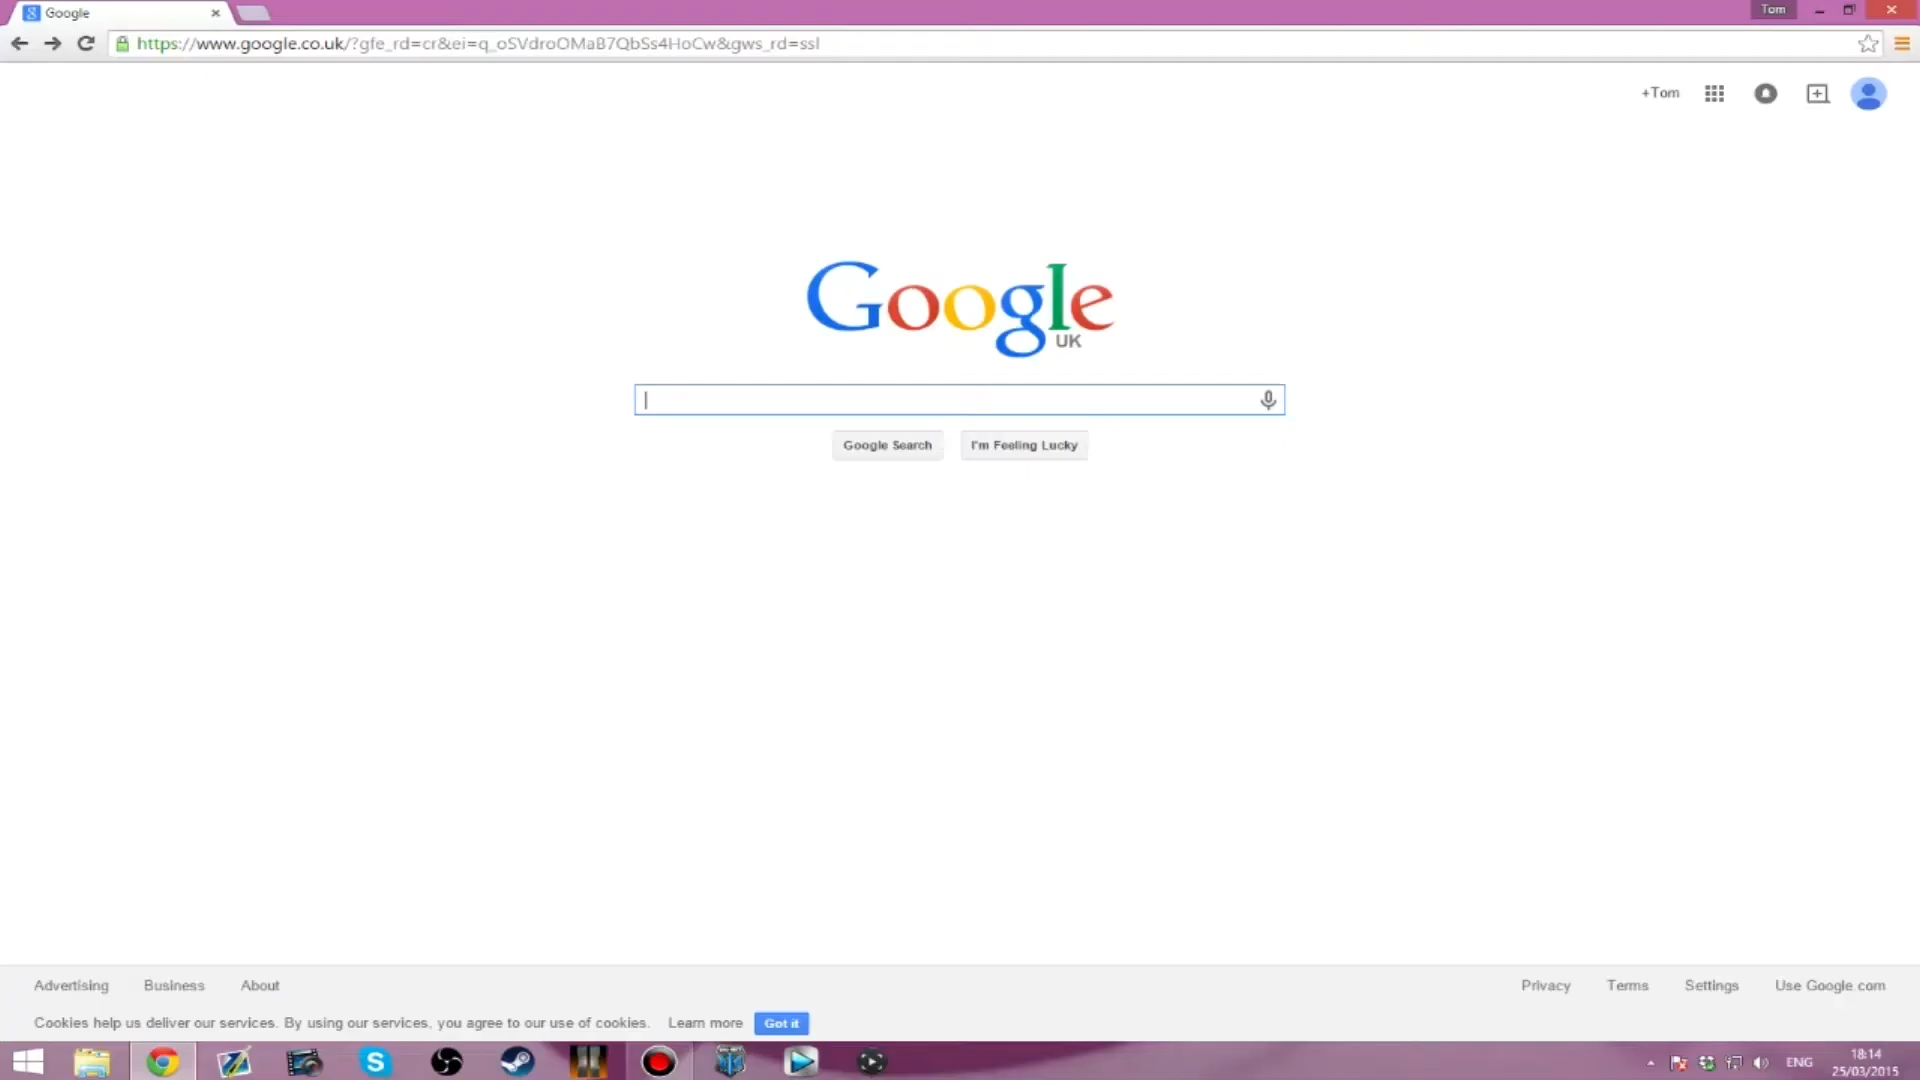 Google
Tom
https://www.google.co.uk/?gfe_rd=cr&ei=q_oSVdroOMaB7QbSs4HoCw&gws_rd=ssl
+Tom
Google
UK
Google Search
I'm Feeling Lucky
Advertising Business About Privacy Terms Settings Use Google.com
Cookies help us deliver our services. By using our services, you agree to our use of cookies. Learn more Got it
ENG
18:14
25/03/2015